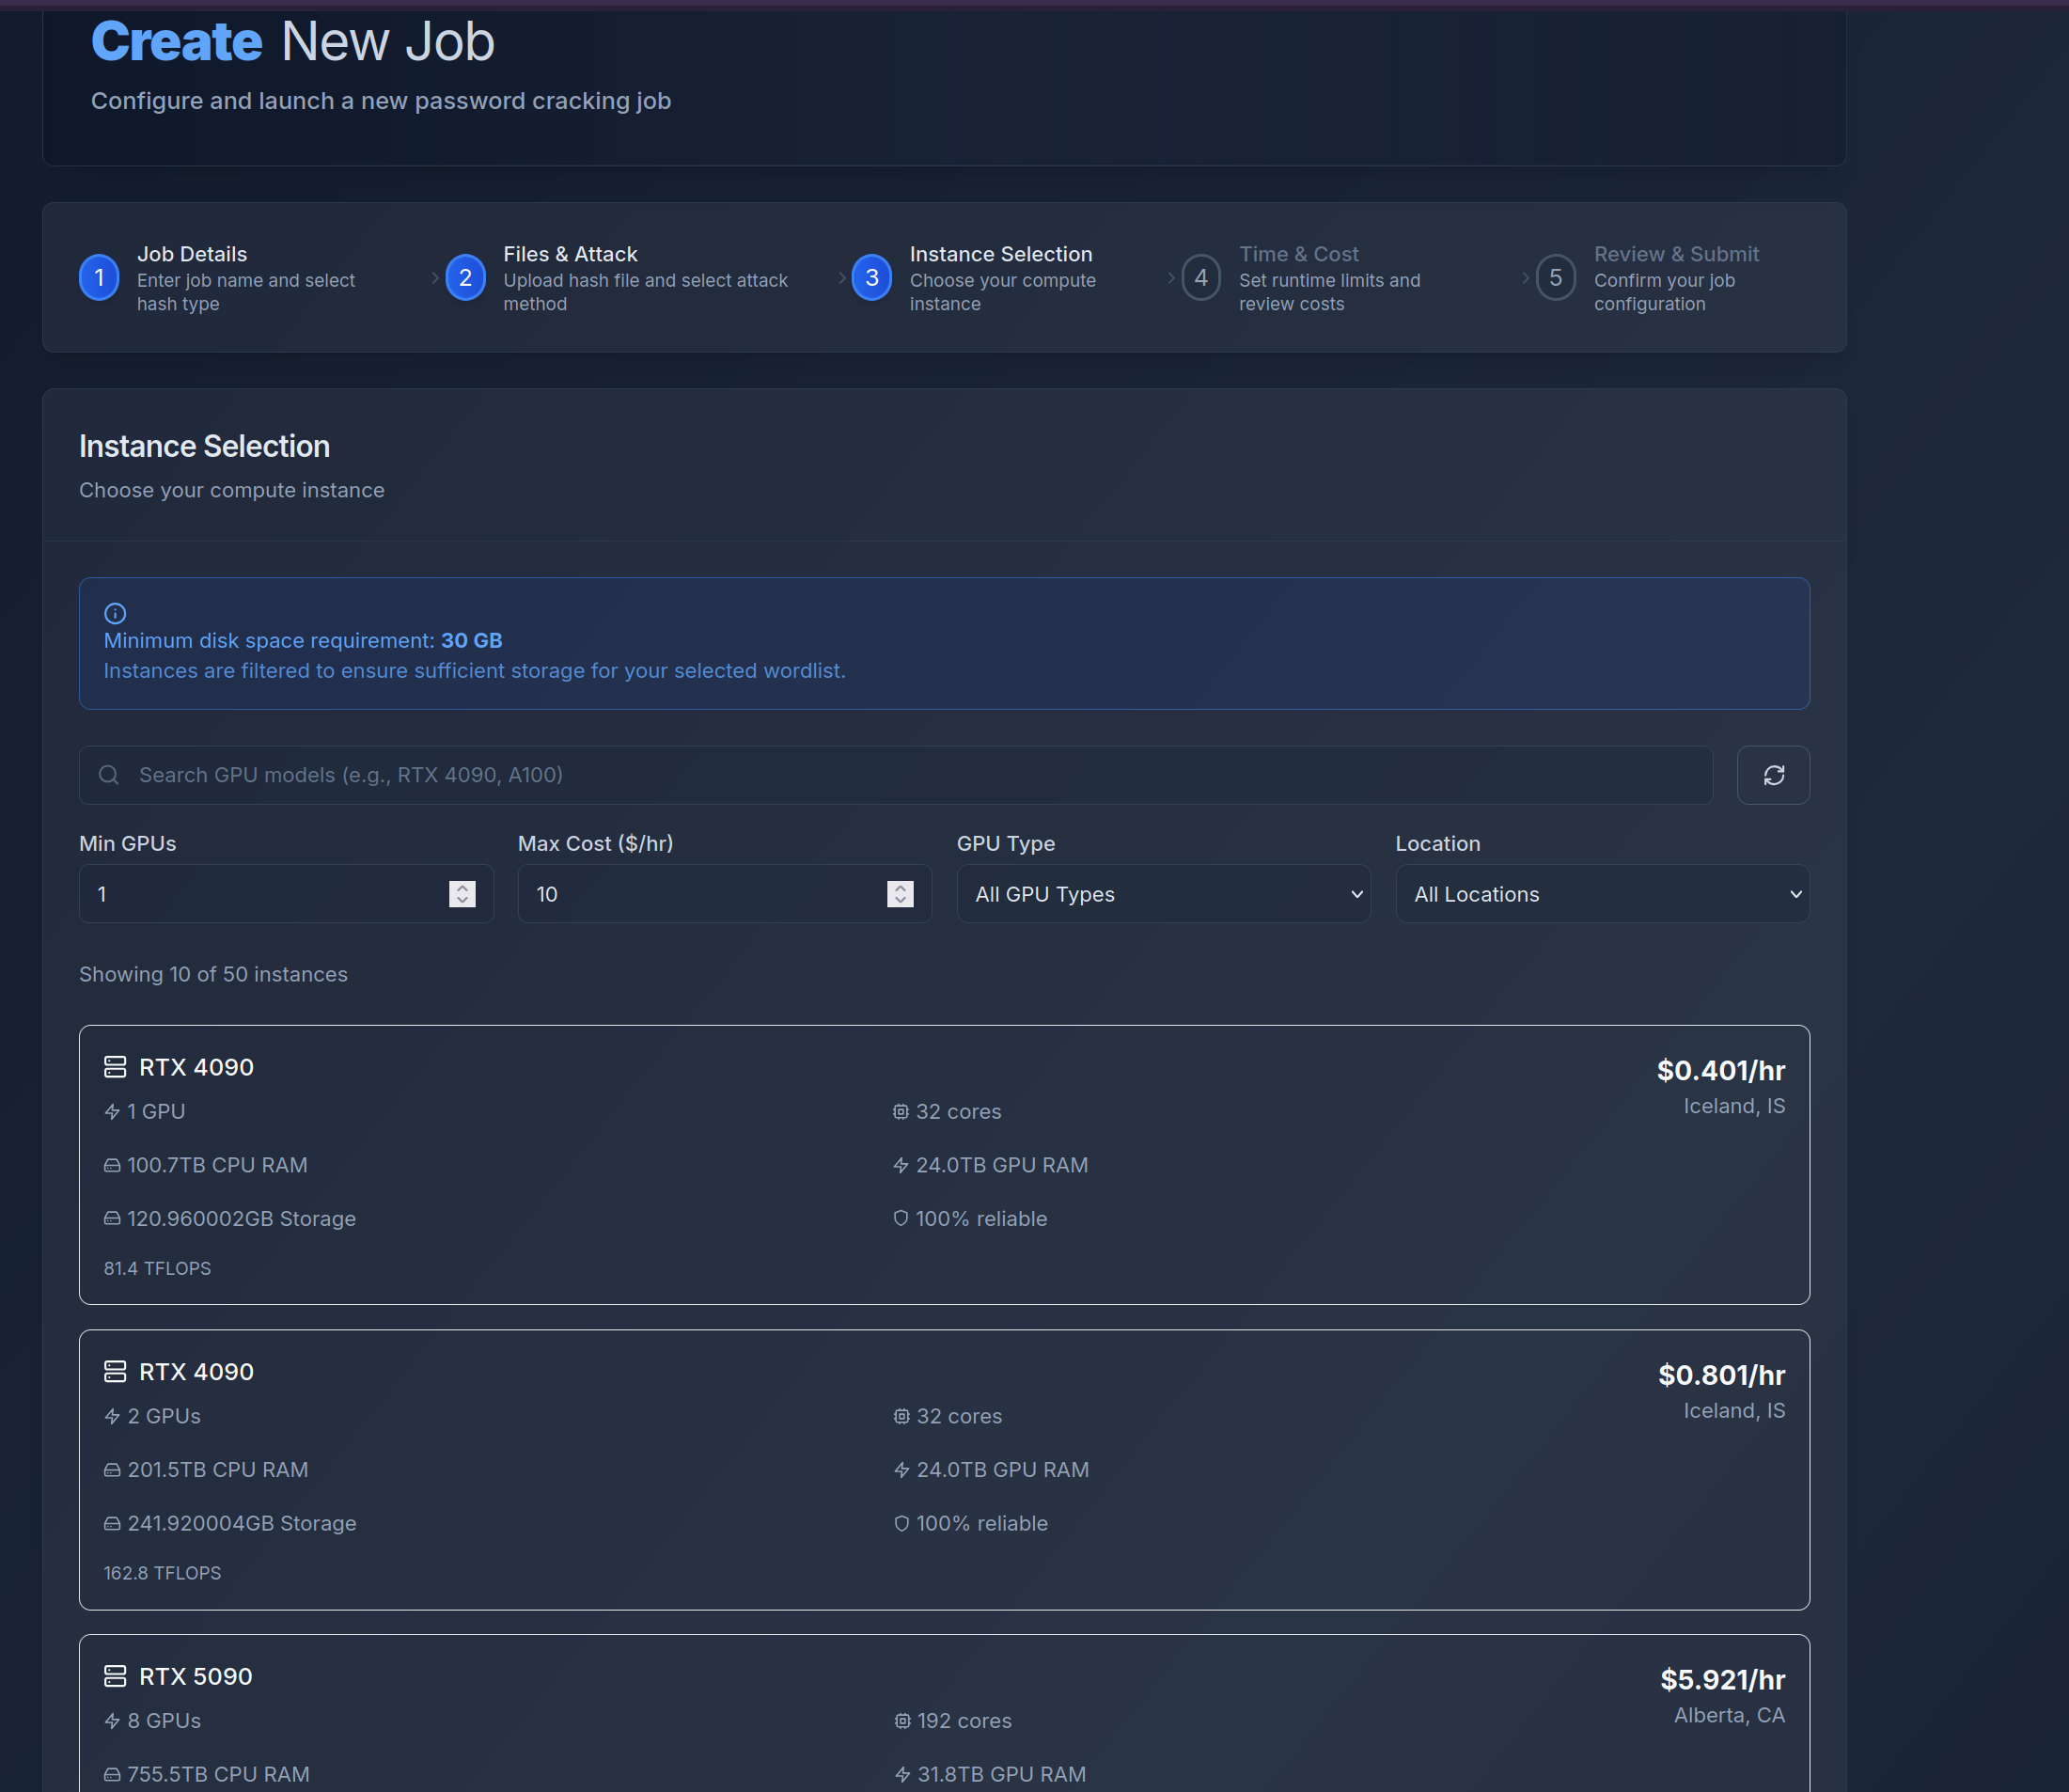 Create New Job
Configure and launch a new password cracking job
1
Job Details
Enter job name and select
hash type
2
Files & Attack
Upload hash file and select attack
method
3
Instance Selection
Choose your compute
instance
4
Time & Cost
Set runtime limits and
review costs
5
Review & Submit
Confirm your job
configuration
Instance Selection
Choose your compute instance
Minimum disk space requirement: 30 GB
Instances are filtered to ensure sufficient storage for your selected wordlist.
Search GPU models (e.g., RTX 4090, A100)
Min GPUs
1
Max Cost ($/hr)
10
GPU Type
All GPU Types
Location
All Locations
Showing 10 of 50 instances
RTX 4090
$0.401/hr
Iceland, IS
1 GPU
32 cores
100.7TB CPU RAM
24.0TB GPU RAM
120.960002GB Storage
100% reliable
81.4 TFLOPS
RTX 4090
$0.801/hr
Iceland, IS
2 GPUs
32 cores
201.5TB CPU RAM
24.0TB GPU RAM
241.920004GB Storage
100% reliable
162.8 TFLOPS
RTX 5090
$5.921/hr
Alberta, CA
8 GPUs
192 cores
755.5TB CPU RAM
31.8TB GPU RAM